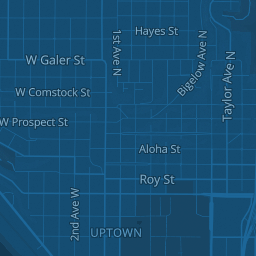 Hayes St
1st Ave N
W Galer St
Bigelow Ave N
Taylor Ave N
W Comstock St
W Prospect St
Aloha St
Roy St
2nd Ave W
UPTOWN